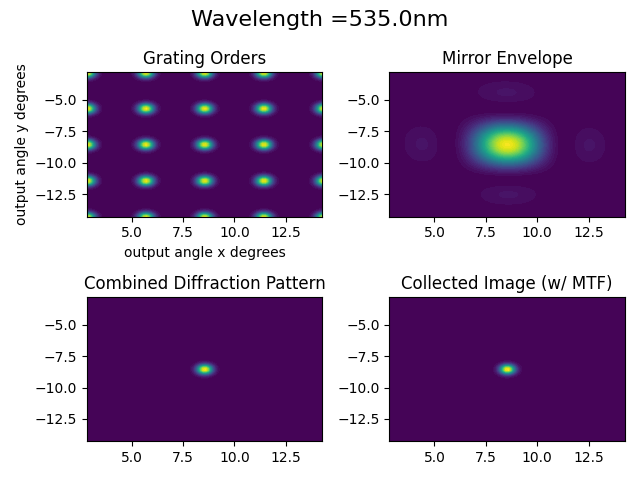 Wavelength =535.0nm
Grating Orders
Mirror Envelope
output angle y degrees
−5.0
−7.5
−10.0
−12.5
5.0 7.5 10.0 12.5
output angle x degrees
−5.0
−7.5
−10.0
−12.5
5.0 7.5 10.0 12.5
Combined Diffraction Pattern
Collected Image (w/ MTF)
−5.0
−7.5
−10.0
−12.5
5.0 7.5 10.0 12.5
−5.0
−7.5
−10.0
−12.5
5.0 7.5 10.0 12.5